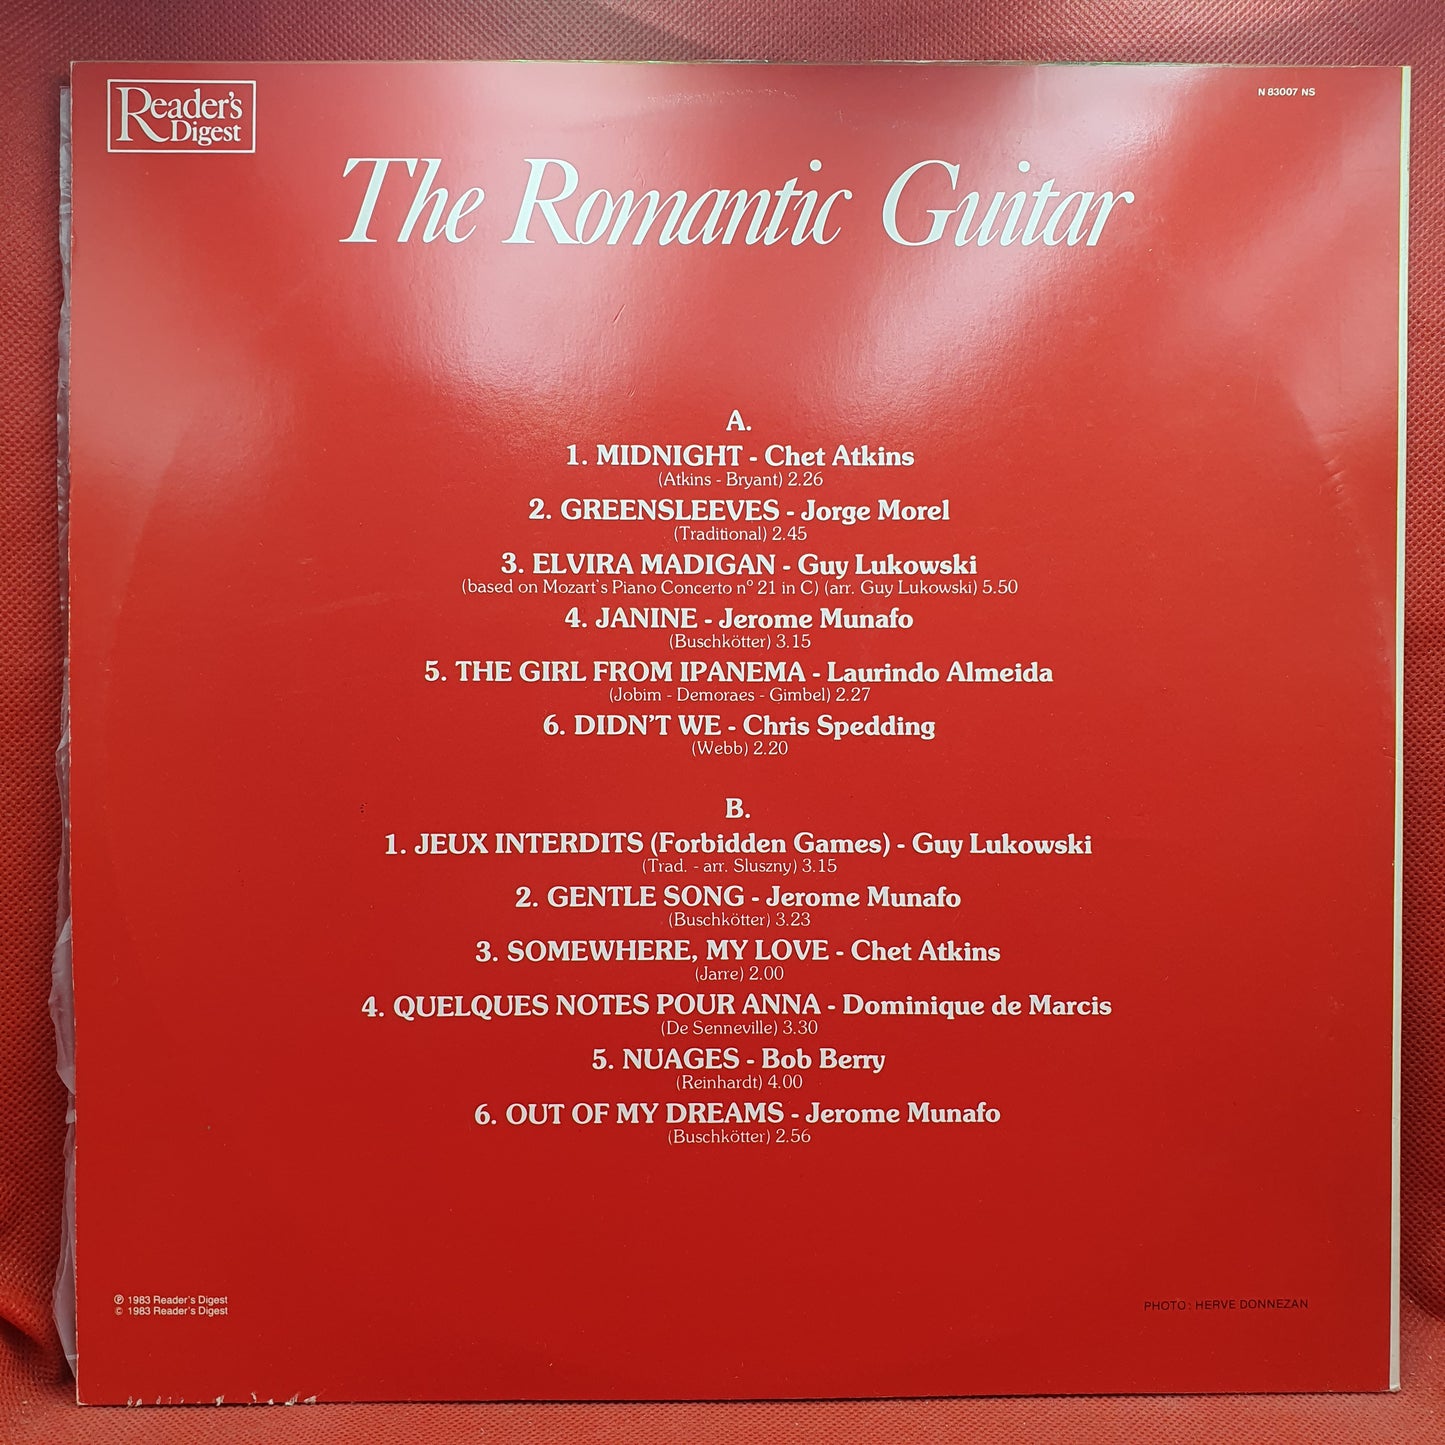 Reader's
Digest
N 83007 NS
The Romantic Guitar
A.
1. MIDNIGHT - Chet Atkins
(Atkins - Bryant) 2.26
2. GREENSLEEVES - Jorge Morel
(Traditional) 2.45
3. ELVIRA MADIGAN - Guy Lukowski
(based on Mozart's Piano Concerto nº 21 in C) (arr. Guy Lukowski) 5.50
4. JANINE - Jerome Munafo
(Buschkötter) 3.15
5. THE GIRL FROM IPANEMA - Laurindo Almeida
(Jobim - Demoraes - Gimbel) 2.27
6. DIDN'T WE - Chris Spedding
(Webb) 2.20
B.
1. JEUX INTERDITS (Forbidden Games) - Guy Lukowski
(Trad. - arr. Sluszny) 3.15
2. GENTLE SONG - Jerome Munafo
(Buschkötter) 3.23
3. SOMEWHERE, MY LOVE - Chet Atkins
(Jarre) 2.00
4. QUELQUES NOTES POUR ANNA - Dominique de Marcis
(De Senneville) 3.30
5. NUAGES - Bob Berry
(Reinhardt) 4.00
6. OUT OF MY DREAMS - Jerome Munafo
(Buschkötter) 2.56
℗ 1983 Reader's Digest
© 1983 Reader's Digest
PHOTO : HERVE DONNEZAN